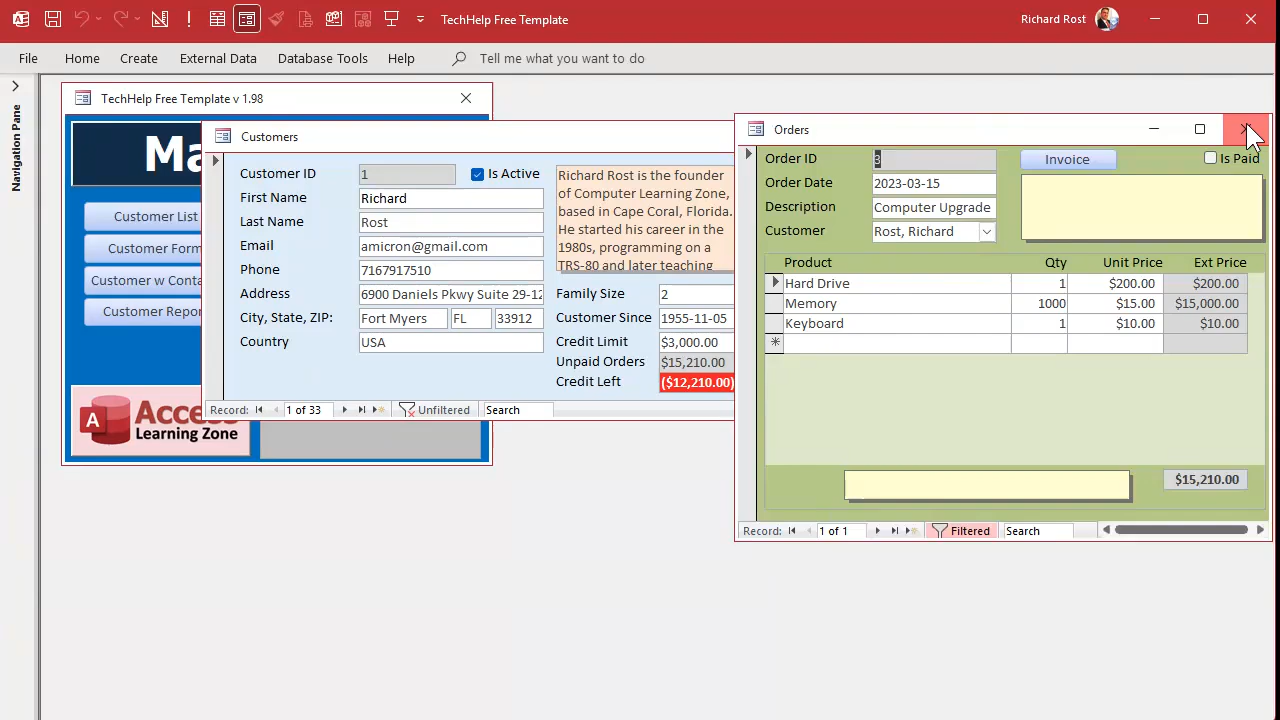 TechHelp Free Template
Richard Rost
File Home Create External Data Database Tools Help Tell me what you want to do
Navigation Pane
TechHelp Free Template v 1.98
Ma
Customer List
Customer Form
Customer w Conta
Customer Repor
Access
Learning Zone
A
Customers
Customer ID 1 Is Active
First Name Richard
Last Name Rost
Email amicron@gmail.com
Phone 7167917510
Address 6900 Daniels Pkwy Suite 29-12
City, State, ZIP: Fort Myers FL 33912
Country USA
Richard Rost is the founder
of Computer Learning Zone,
based in Cape Coral, Florida.
He started his career in the
1980s, programming on a
TRS-80 and later teaching
Family Size 2
Customer Since 1955-11-05
Credit Limit $3,000.00
Unpaid Orders $15,210.00
Credit Left ($12,210.00)
Record: 1 of 33 Unfiltered Search
Orders
Order ID 3 Invoice Is Paid
Order Date 2023-03-15
Description Computer Upgrade
Customer Rost, Richard
Product Qty Unit Price Ext Price
Hard Drive 1 $200.00 $200.00
Memory 1000 $15.00 $15,000.00
Keyboard 1 $10.00 $10.00
$15,210.00
Record: 1 of 1 Filtered Search